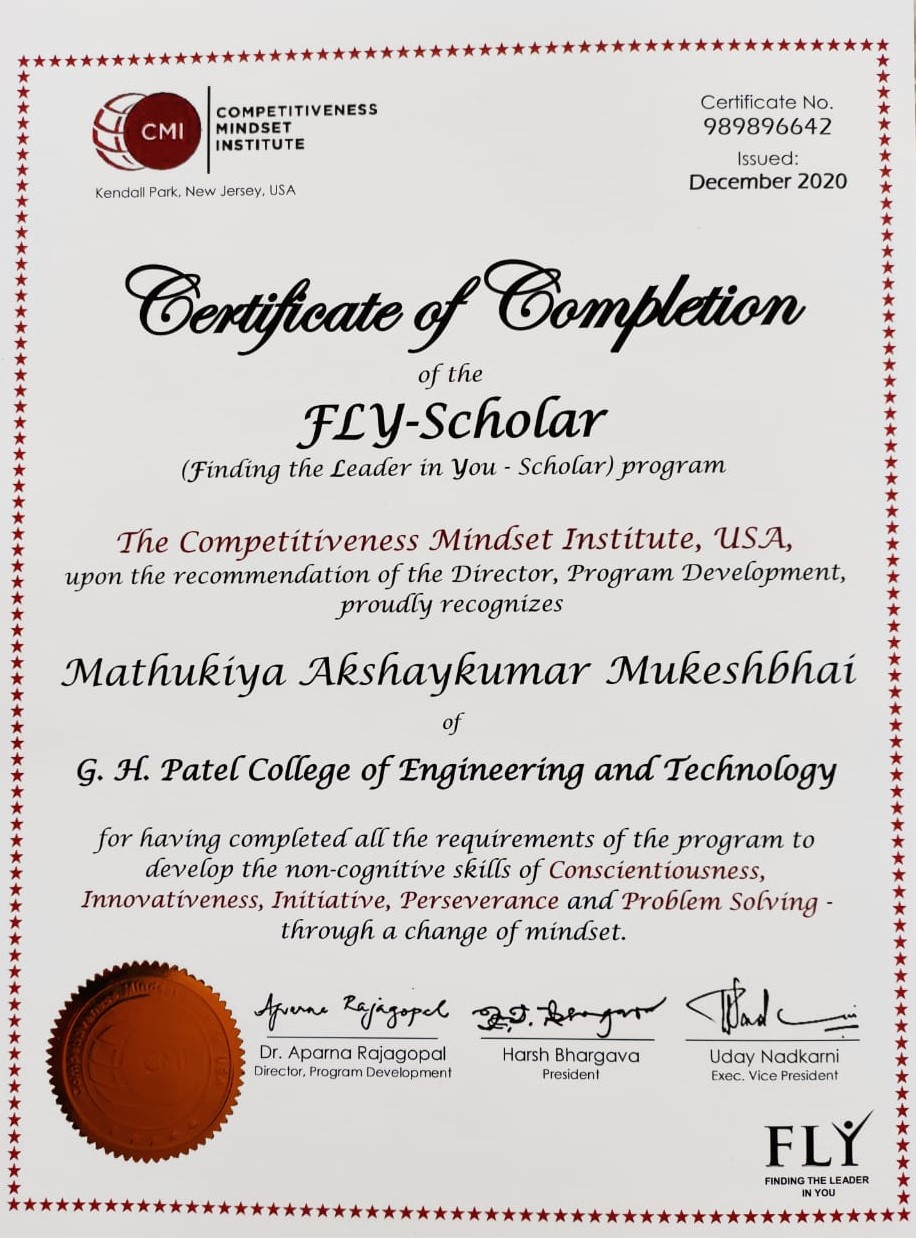 CMI
COMPETITIVENESS
MINDSET
INSTITUTE
Kendall Park, New Jersey, USA
Certificate No.
989896642
Issued:
December 2020
Certificate of Completion
of the
FLY-Scholar
(Finding the Leader in You - Scholar) program
The Competitiveness Mindset Institute, USA,
upon the recommendation of the Director, Program Development,
proudly recognizes
Mathukiya Akshaykumar Mukeshbhai
of
G. H. Patel College of Engineering and Technology
for having completed all the requirements of the program to
develop the non-cognitive skills of Conscientiousness,
Innovativeness, Initiative, Perseverance and Problem Solving -
through a change of mindset.
CMI
USA
Aparna Rajagopal
Dr. Aparna Rajagopal
Director, Program Development
Harsh Bhargava
President
Uday Nadkarni
Exec. Vice President
FLY
FINDING THE LEADER
IN YOU